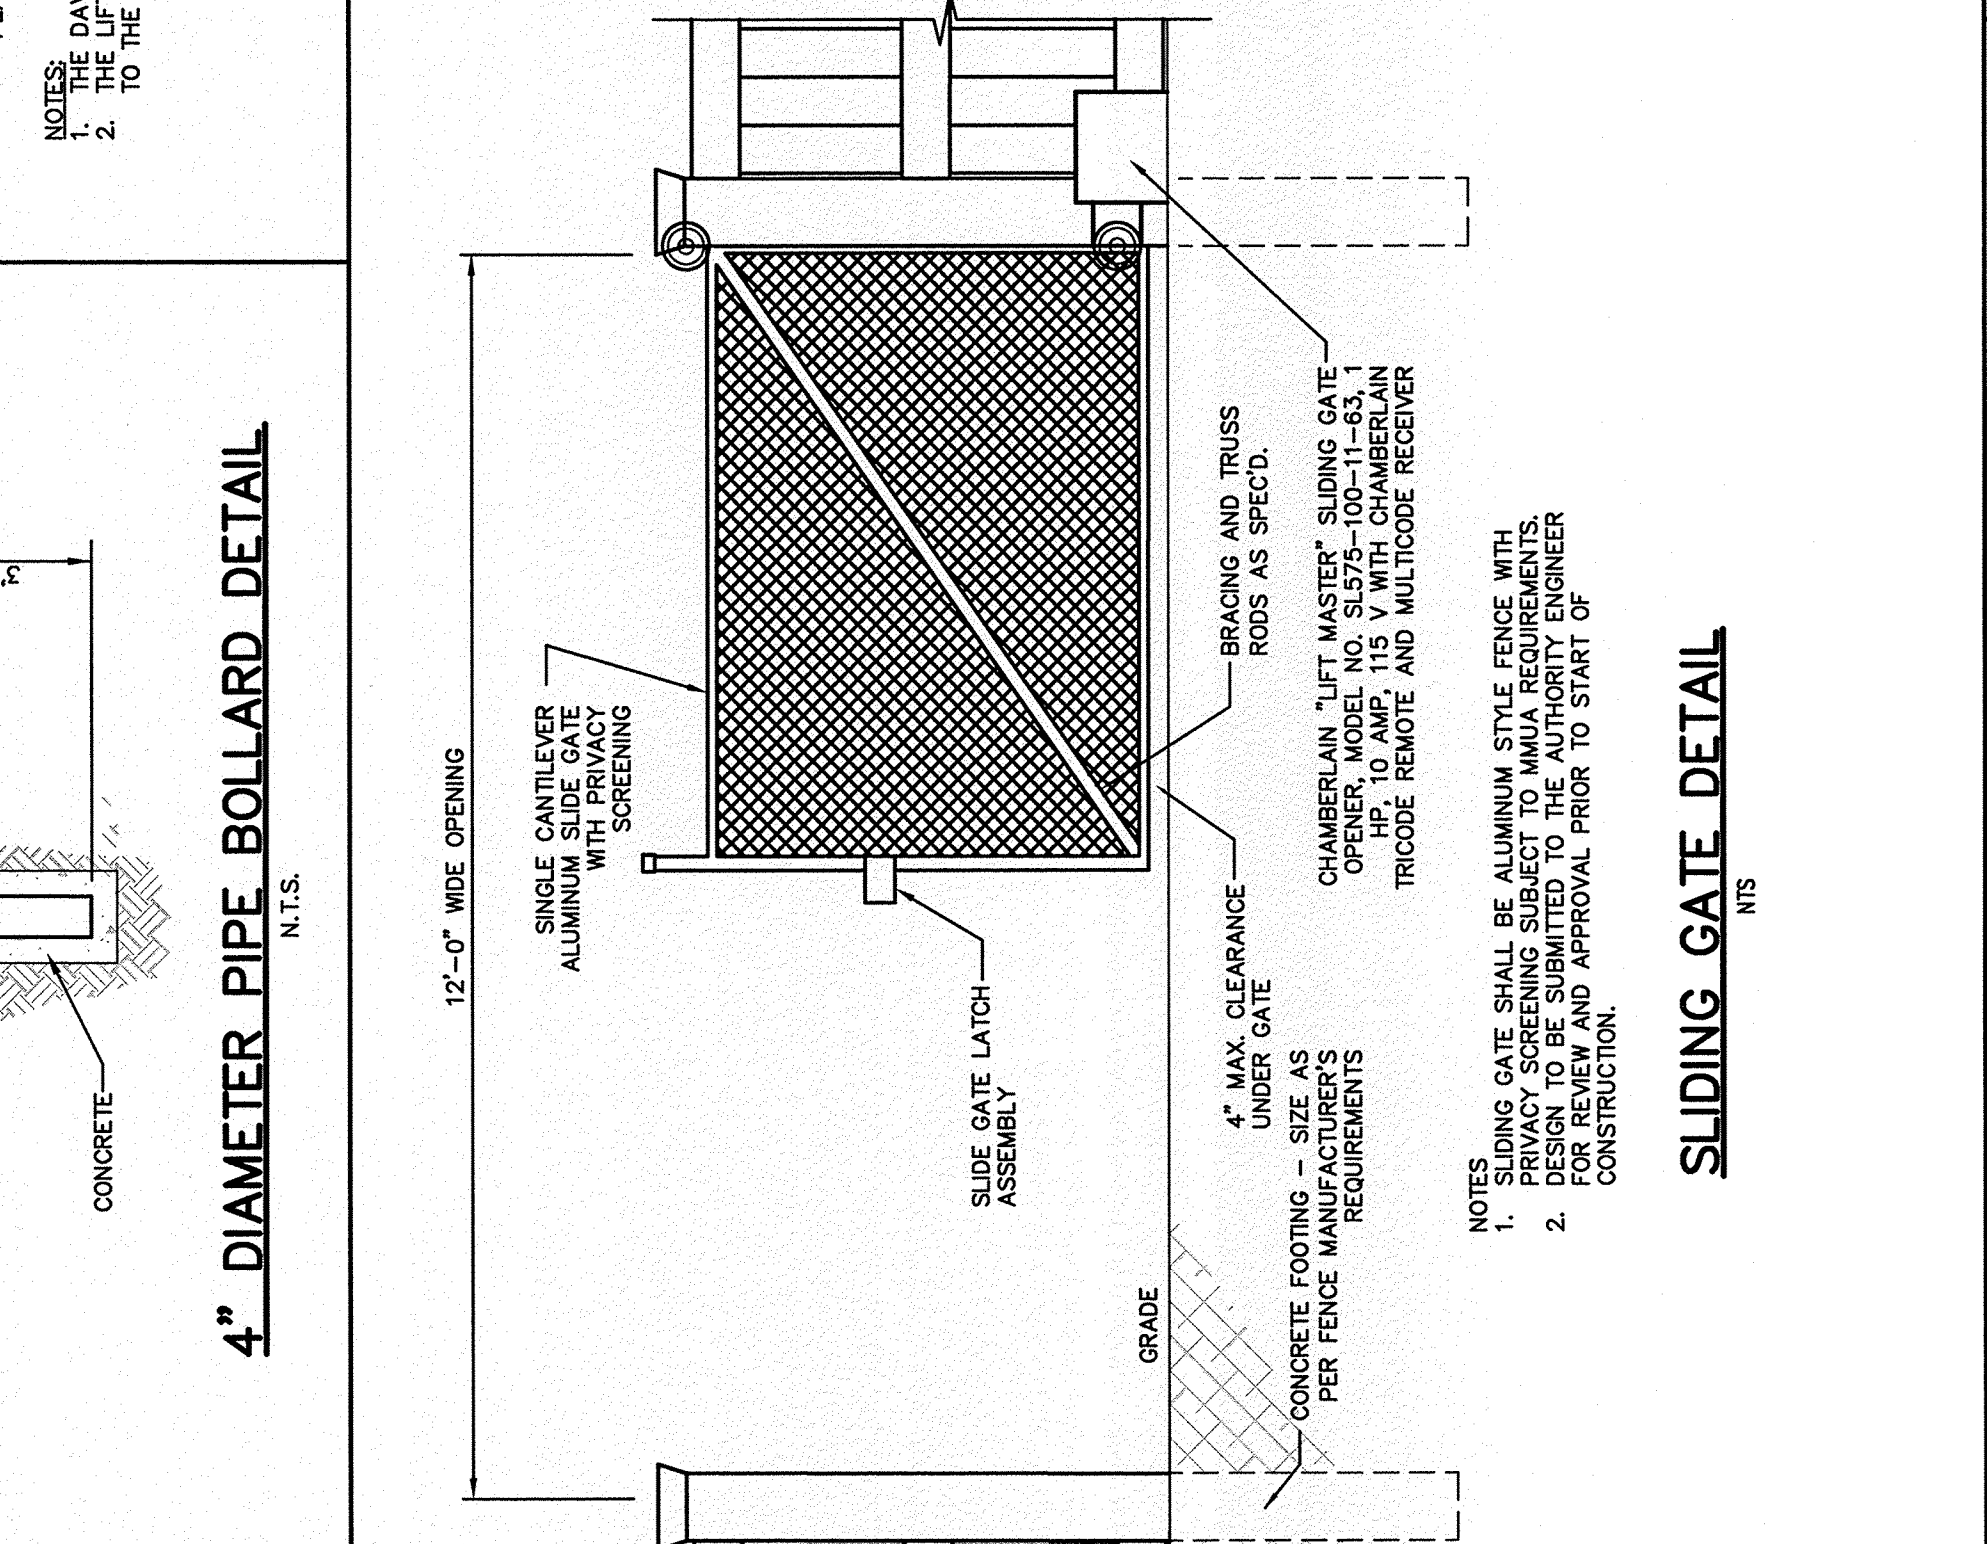 NOTES:
1. THE DAV
2. THE LIFT
TO THE
3'
CONCRETE
4" DIAMETER PIPE BOLLARD DETAIL
N.T.S.
12'-0" WIDE OPENING
SINGLE CANTILEVER
ALUMINUM SLIDE GATE
WITH PRIVACY
SCREENING
SLIDE GATE LATCH
ASSEMBLY
GRADE
4" MAX. CLEARANCE
UNDER GATE
BRACING AND TRUSS
RODS AS SPEC'D.
CONCRETE FOOTING - SIZE AS
PER FENCE MANUFACTURER'S
REQUIREMENTS
CHAMBERLAIN "LIFT MASTER" SLIDING GATE
OPENER, MODEL NO. SL575-100-11-63, 1
HP, 10 AMP, 115 V WITH CHAMBERLAIN
TRICODE REMOTE AND MULTICODE RECEIVER
NOTES
1. SLIDING GATE SHALL BE ALUMINUM STYLE FENCE WITH
PRIVACY SCREENING SUBJECT TO MMUA REQUIREMENTS.
2. DESIGN TO BE SUBMITTED TO THE AUTHORITY ENGINEER
FOR REVIEW AND APPROVAL PRIOR TO START OF
CONSTRUCTION.
SLIDING GATE DETAIL
NTS